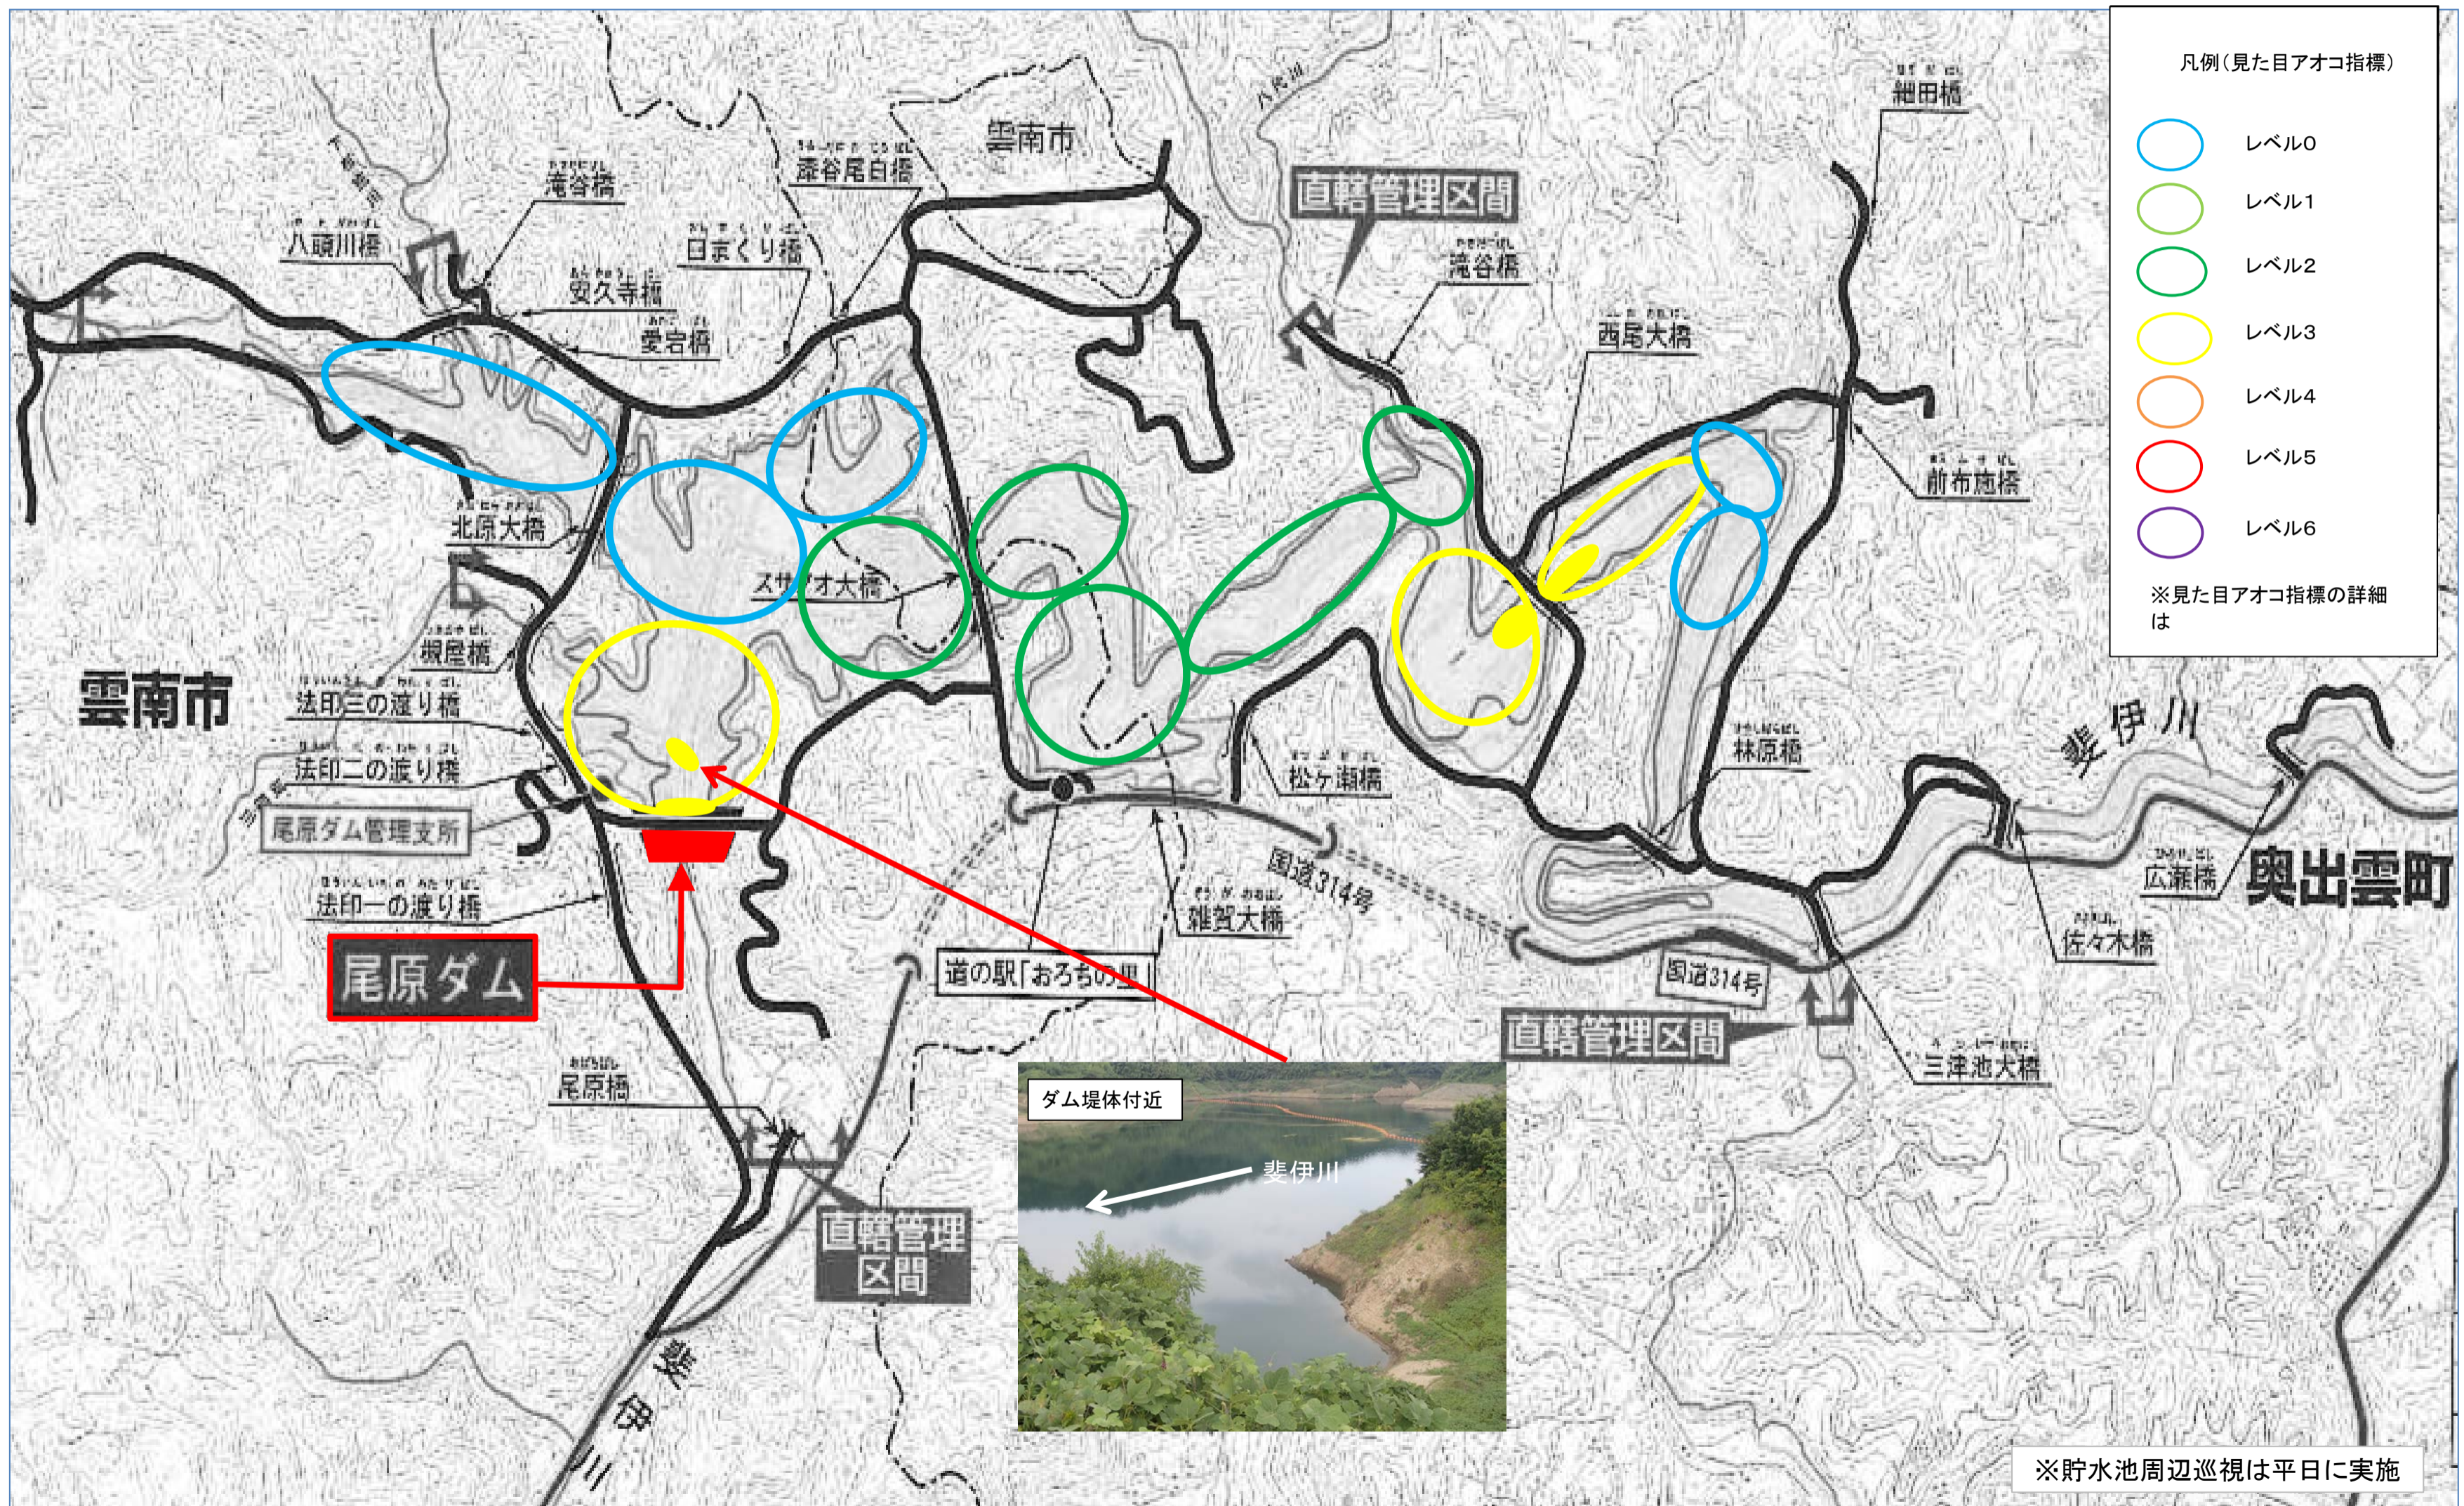 凡例(見た目アオコ指標)
レベル0
レベル1
レベル2
レベル3
レベル4
レベル5
レベル6
※見た目アオコ指標の詳細
は
細田橋
雲南市
八代川
直轄管理区間
滝谷橋
八頭川橋
安久寺橋
愛宕橋
日まくり橋
滝谷橋
西尾大橋
前布施橋
北原大橋
スサノオ大橋
槻屋橋
雲南市
法印三の渡り橋
法印二の渡り橋
尾原ダム管理支所
法印一の渡り橋
尾原ダム
松ヶ瀬橋
林原橋
斐伊川
広瀬橋
奥出雲町
国道314号
雑賀大橋
道の駅「おろちの里」
佐々木橋
国道314号
直轄管理区間
三津池大橋
尾原橋
ダム堤体付近
斐伊川
直轄管理
区間
斐伊川
※貯水池周辺巡視は平日に実施